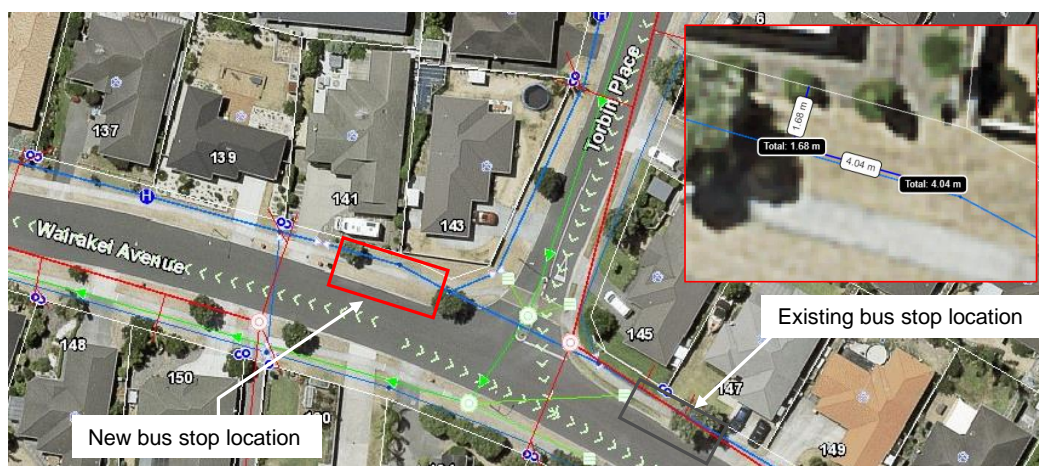 6
137
139
141
143
Torbin Place
1.68 m
Total: 1.68 m
4.04 m
Total: 4.04 m
H
H
Wairakei Avenue
145
Existing bus stop location
148
150
147
149
New bus stop location